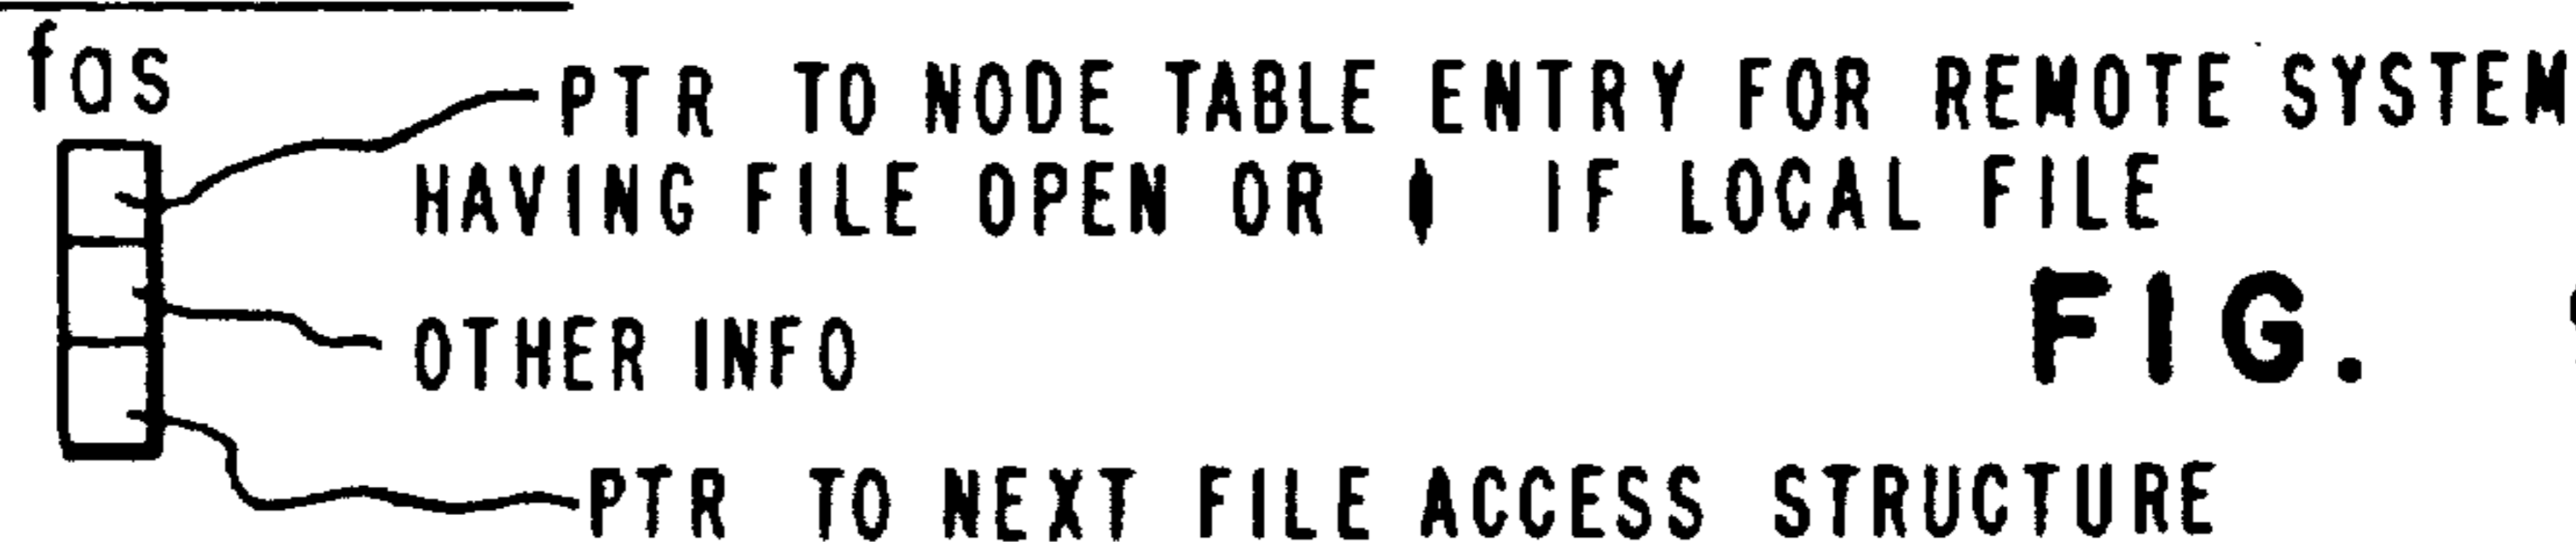 fas
PTR TO NODE TABLE ENTRY FOR REMOTE SYSTEM
HAVING FILE OPEN OR 0 IF LOCAL FILE
OTHER INFO
FIG.
PTR TO NEXT FILE ACCESS STRUCTURE